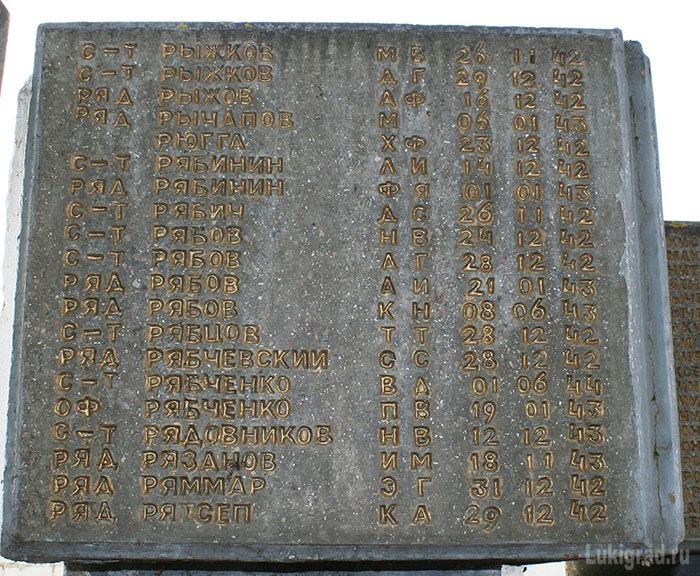 С-Т РЫЖКОВ М Б 26 11 42
С-Т РЫЖКОВ А Г 29 12 42
РЯД РЫЖОВ А Ф 16 12 42
РЯД РЫЧАПОВ М 06 01 43
РЮГГА Х Ф 23 12 42
С-Т РЯБИНИН Л И 14 12 42
РЯД РЯБИНИН Ф Я 01 01 43
С-Т РЯБИЧ Д С 26 11 42
С-Т РЯБОВ Н В 24 12 42
С-Т РЯБОВ А Г 28 12 42
РЯД РЯБОВ А И 21 01 43
РЯД РЯБОВ К Н 08 06 43
С-Т РЯБЦОВ Т Т 28 12 42
РЯД РЯБЧЕВСКИЙ С С 28 12 42
С-Т РЯБЧЕНКО В Д 01 06 44
ОФ РЯБЧЕНКО П В 19 01 43
С-Т РЯДОВНИКОВ Н В 12 12 43
РЯД РЯЗАНОВ И М 18 11 43
РЯД РЯММАР Э Г 31 12 42
РЯД РЯТСЕП К А 29 12 42
Lukigrad.ru